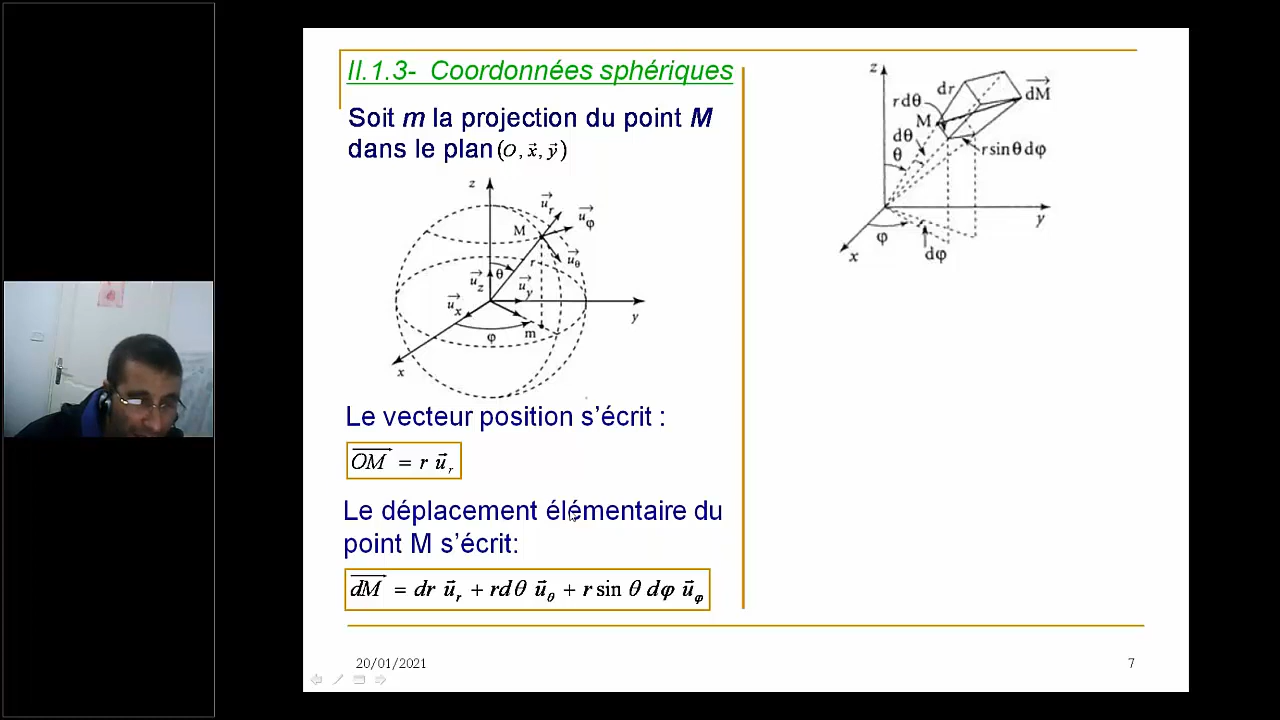 II.1.3- Coordonnées sphériques
Soit m la projection du point M
dans le plan (O, x⃗, y⃗)
z
u⃗r
u⃗φ
M
u⃗θ
r
θ
u⃗z
u⃗y
u⃗x
y
m
φ
x
Le vecteur position s’écrit :
OM⃗ = r u⃗r
Le déplacement élémentaire du
point M s’écrit:
dM⃗ = dr u⃗r + rdθ u⃗θ + r sin θ dφ u⃗φ
z
dr
dM⃗
rdθ
M
dθ
r sinθ dφ
θ
y
φ
dφ
x
20/01/2021
7